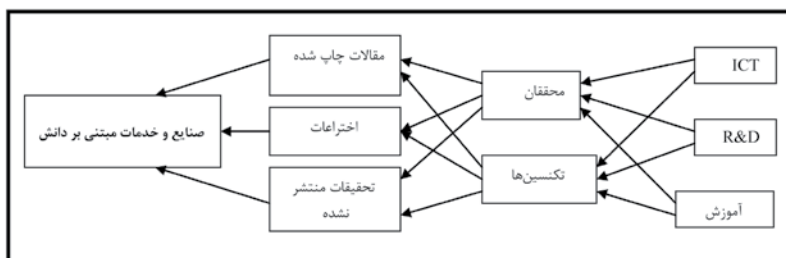 ICT
R&D
آموزش
محققان
تکنسین‌ها
مقالات چاپ شده
اختراعات
تحقیقات منتشر
نشده
صنایع و خدمات مبتنی بر دانش